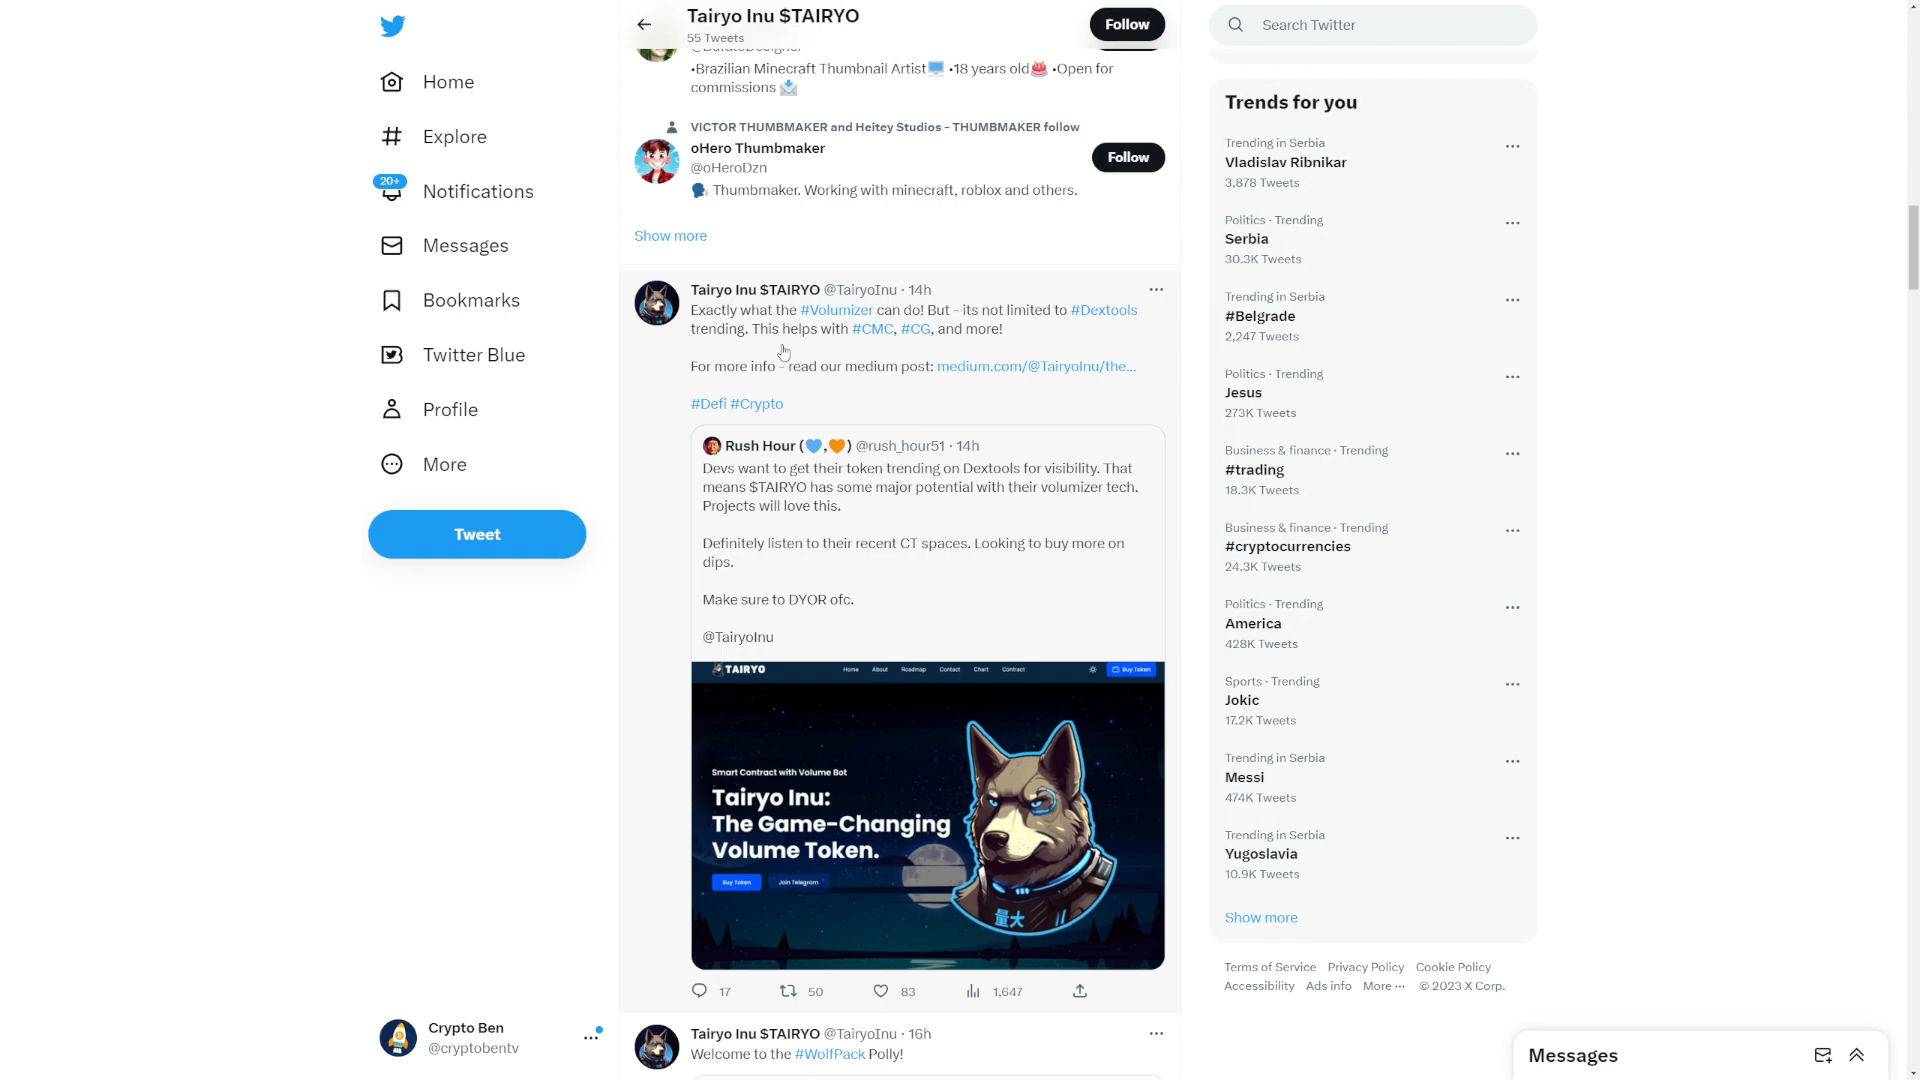 Home
Explore
20+
Notifications
Messages
Bookmarks
Twitter Blue
Profile
More
Tweet
Crypto Ben
@cryptobentv
Tairyo Inu $TAIRYO
55 Tweets
Follow
•Brazilian Minecraft Thumbnail Artist •18 years old •Open for
commissions
VICTOR THUMBMAKER and Heitey Studios - THUMBMAKER follow
oHero Thumbmaker
@oHeroDzn
Follow
Thumbmaker. Working with minecraft, roblox and others.
Show more
Tairyo Inu $TAIRYO @TairyoInu · 14h
Exactly what the #Volumizer can do! But - its not limited to #Dextools
trending. This helps with #CMC, #CG, and more!
For more info - read our medium post: medium.com/@TairyoInu/the...
#Defi #Crypto
Rush Hour (🩵,🧡) @rush_hour51 · 14h
Devs want to get their token trending on Dextools for visibility. That
means $TAIRYO has some major potential with their volumizer tech.
Projects will love this.
Definitely listen to their recent CT spaces. Looking to buy more on
dips.
Make sure to DYOR ofc.
@TairyoInu
TAIRYO
Home About Roadmap Contact Chart Contract
Buy Token
Smart Contract with Volume Bot
Tairyo Inu:
The Game-Changing
Volume Token.
Buy Token Join Telegram
量大
17 50 83 1,647
Tairyo Inu $TAIRYO @TairyoInu · 16h
Welcome to the #WolfPack Polly!
Search Twitter
Trends for you
Trending in Serbia
Vladislav Ribnikar
3,878 Tweets
Politics · Trending
Serbia
30.3K Tweets
Trending in Serbia
#Belgrade
2,247 Tweets
Politics · Trending
Jesus
273K Tweets
Business & finance · Trending
#trading
18.3K Tweets
Business & finance · Trending
#cryptocurrencies
24.3K Tweets
Politics · Trending
America
428K Tweets
Sports · Trending
Jokic
17.2K Tweets
Trending in Serbia
Messi
474K Tweets
Trending in Serbia
Yugoslavia
10.9K Tweets
Show more
Terms of Service Privacy Policy Cookie Policy
Accessibility Ads info More ··· © 2023 X Corp.
Messages